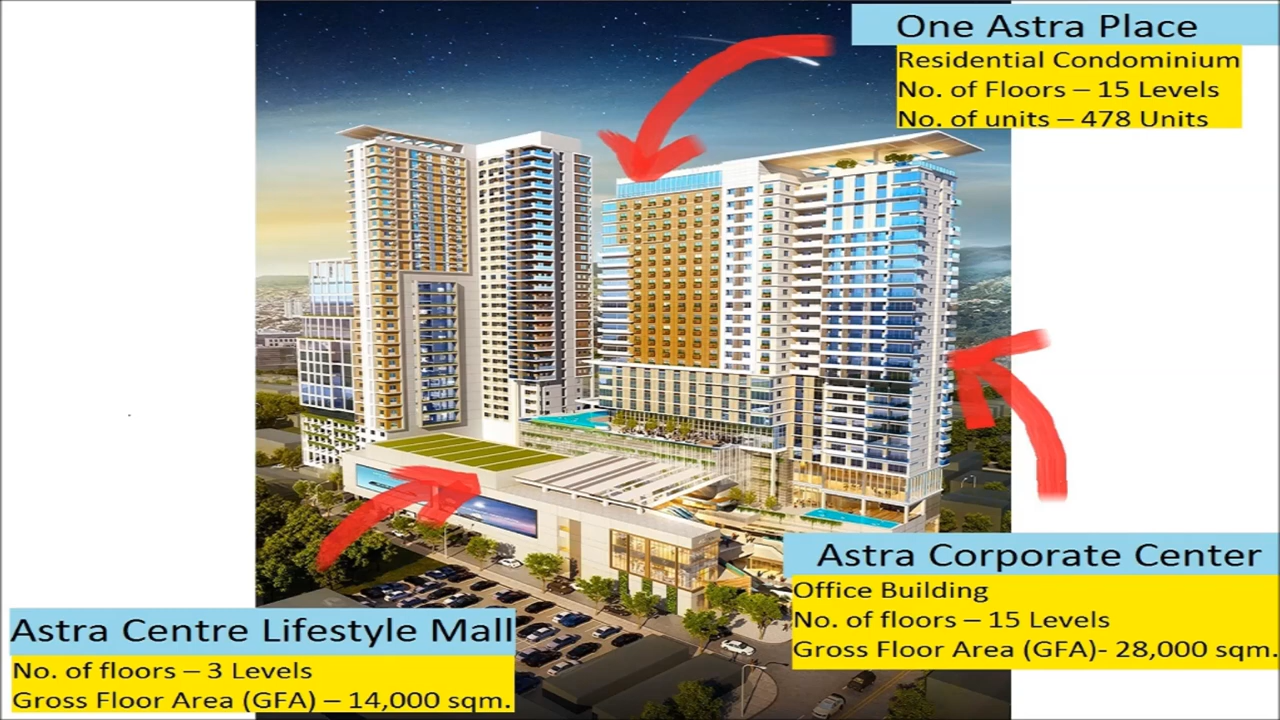 One Astra Place
Residential Condominium
No. of Floors – 15 Levels
No. of units – 478 Units
Astra Corporate Center
Office Building
No. of floors – 15 Levels
Gross Floor Area (GFA)- 28,000 sqm.
Astra Centre Lifestyle Mall
No. of floors – 3 Levels
Gross Floor Area (GFA) – 14,000 sqm.